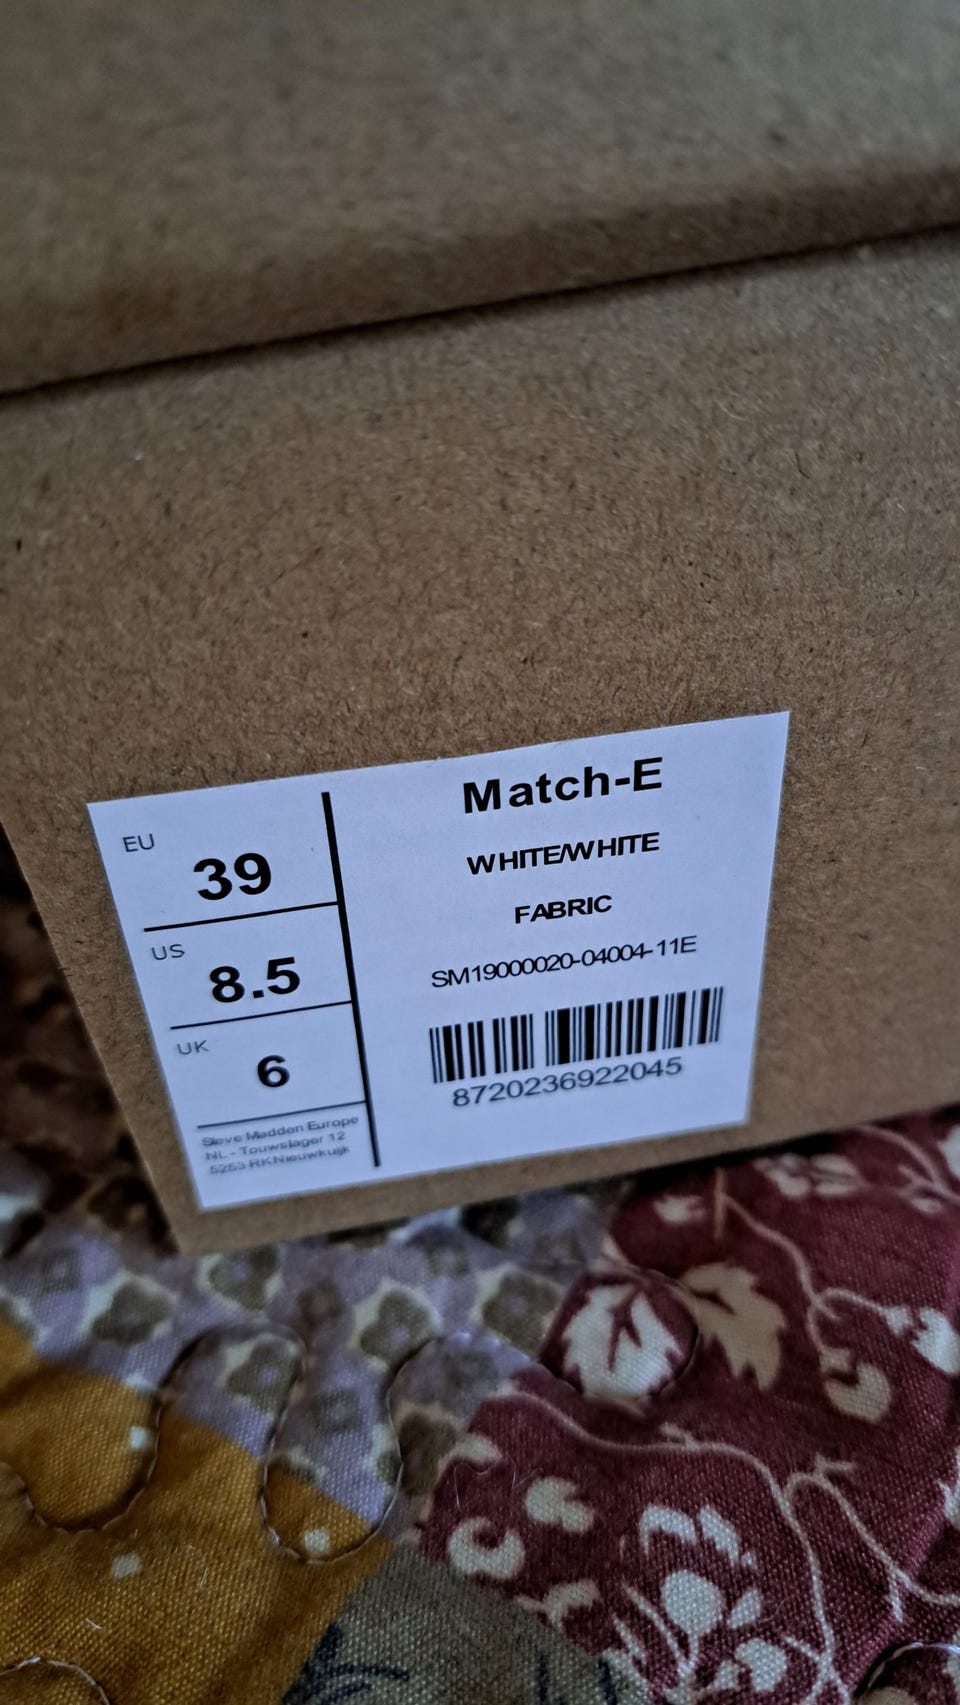 EU
39
US
8.5
UK
6
Steve Madden Europe
NL - Touwslager 12
5253 RK Nieuwkuijk
Match-E
WHITE/WHITE
FABRIC
SM19000020-04004-11E
8720236922045